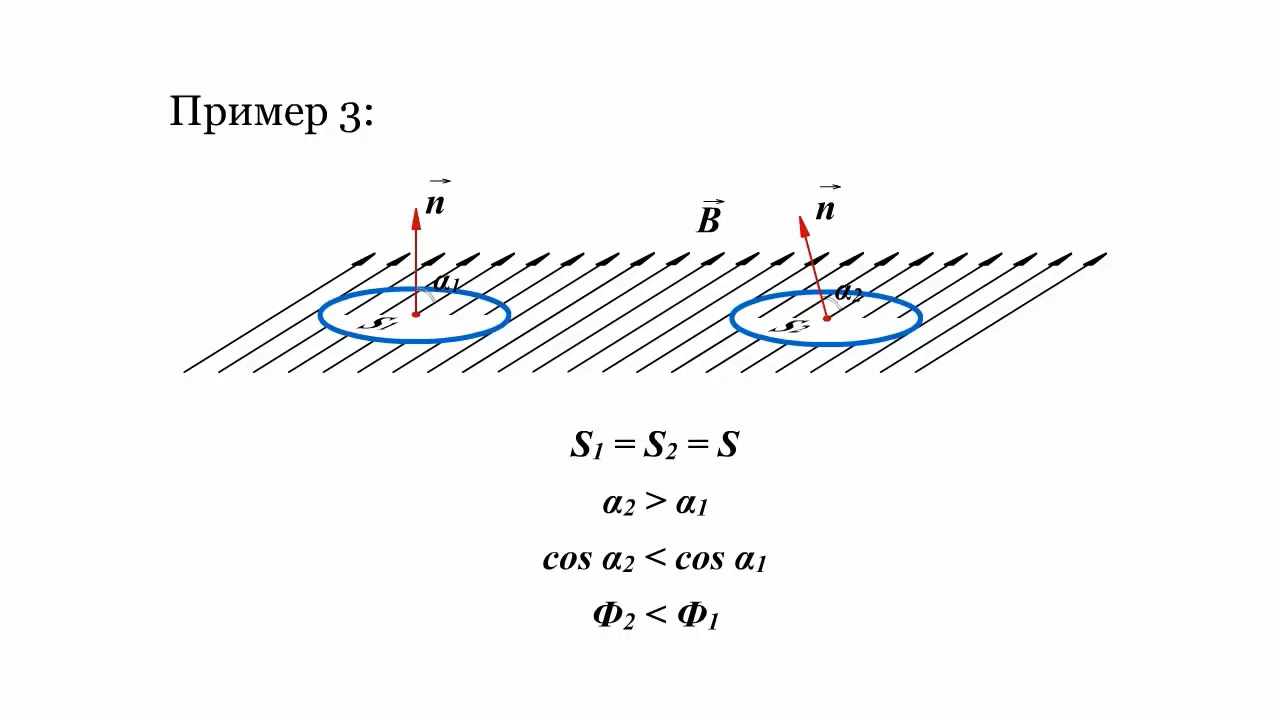 Пример 3:
n⃗
B⃗
n⃗
α₁
α₂
S₁
S₂
S₁ = S₂ = S
α₂ > α₁
cos α₂ < cos α₁
Φ₂ < Φ₁